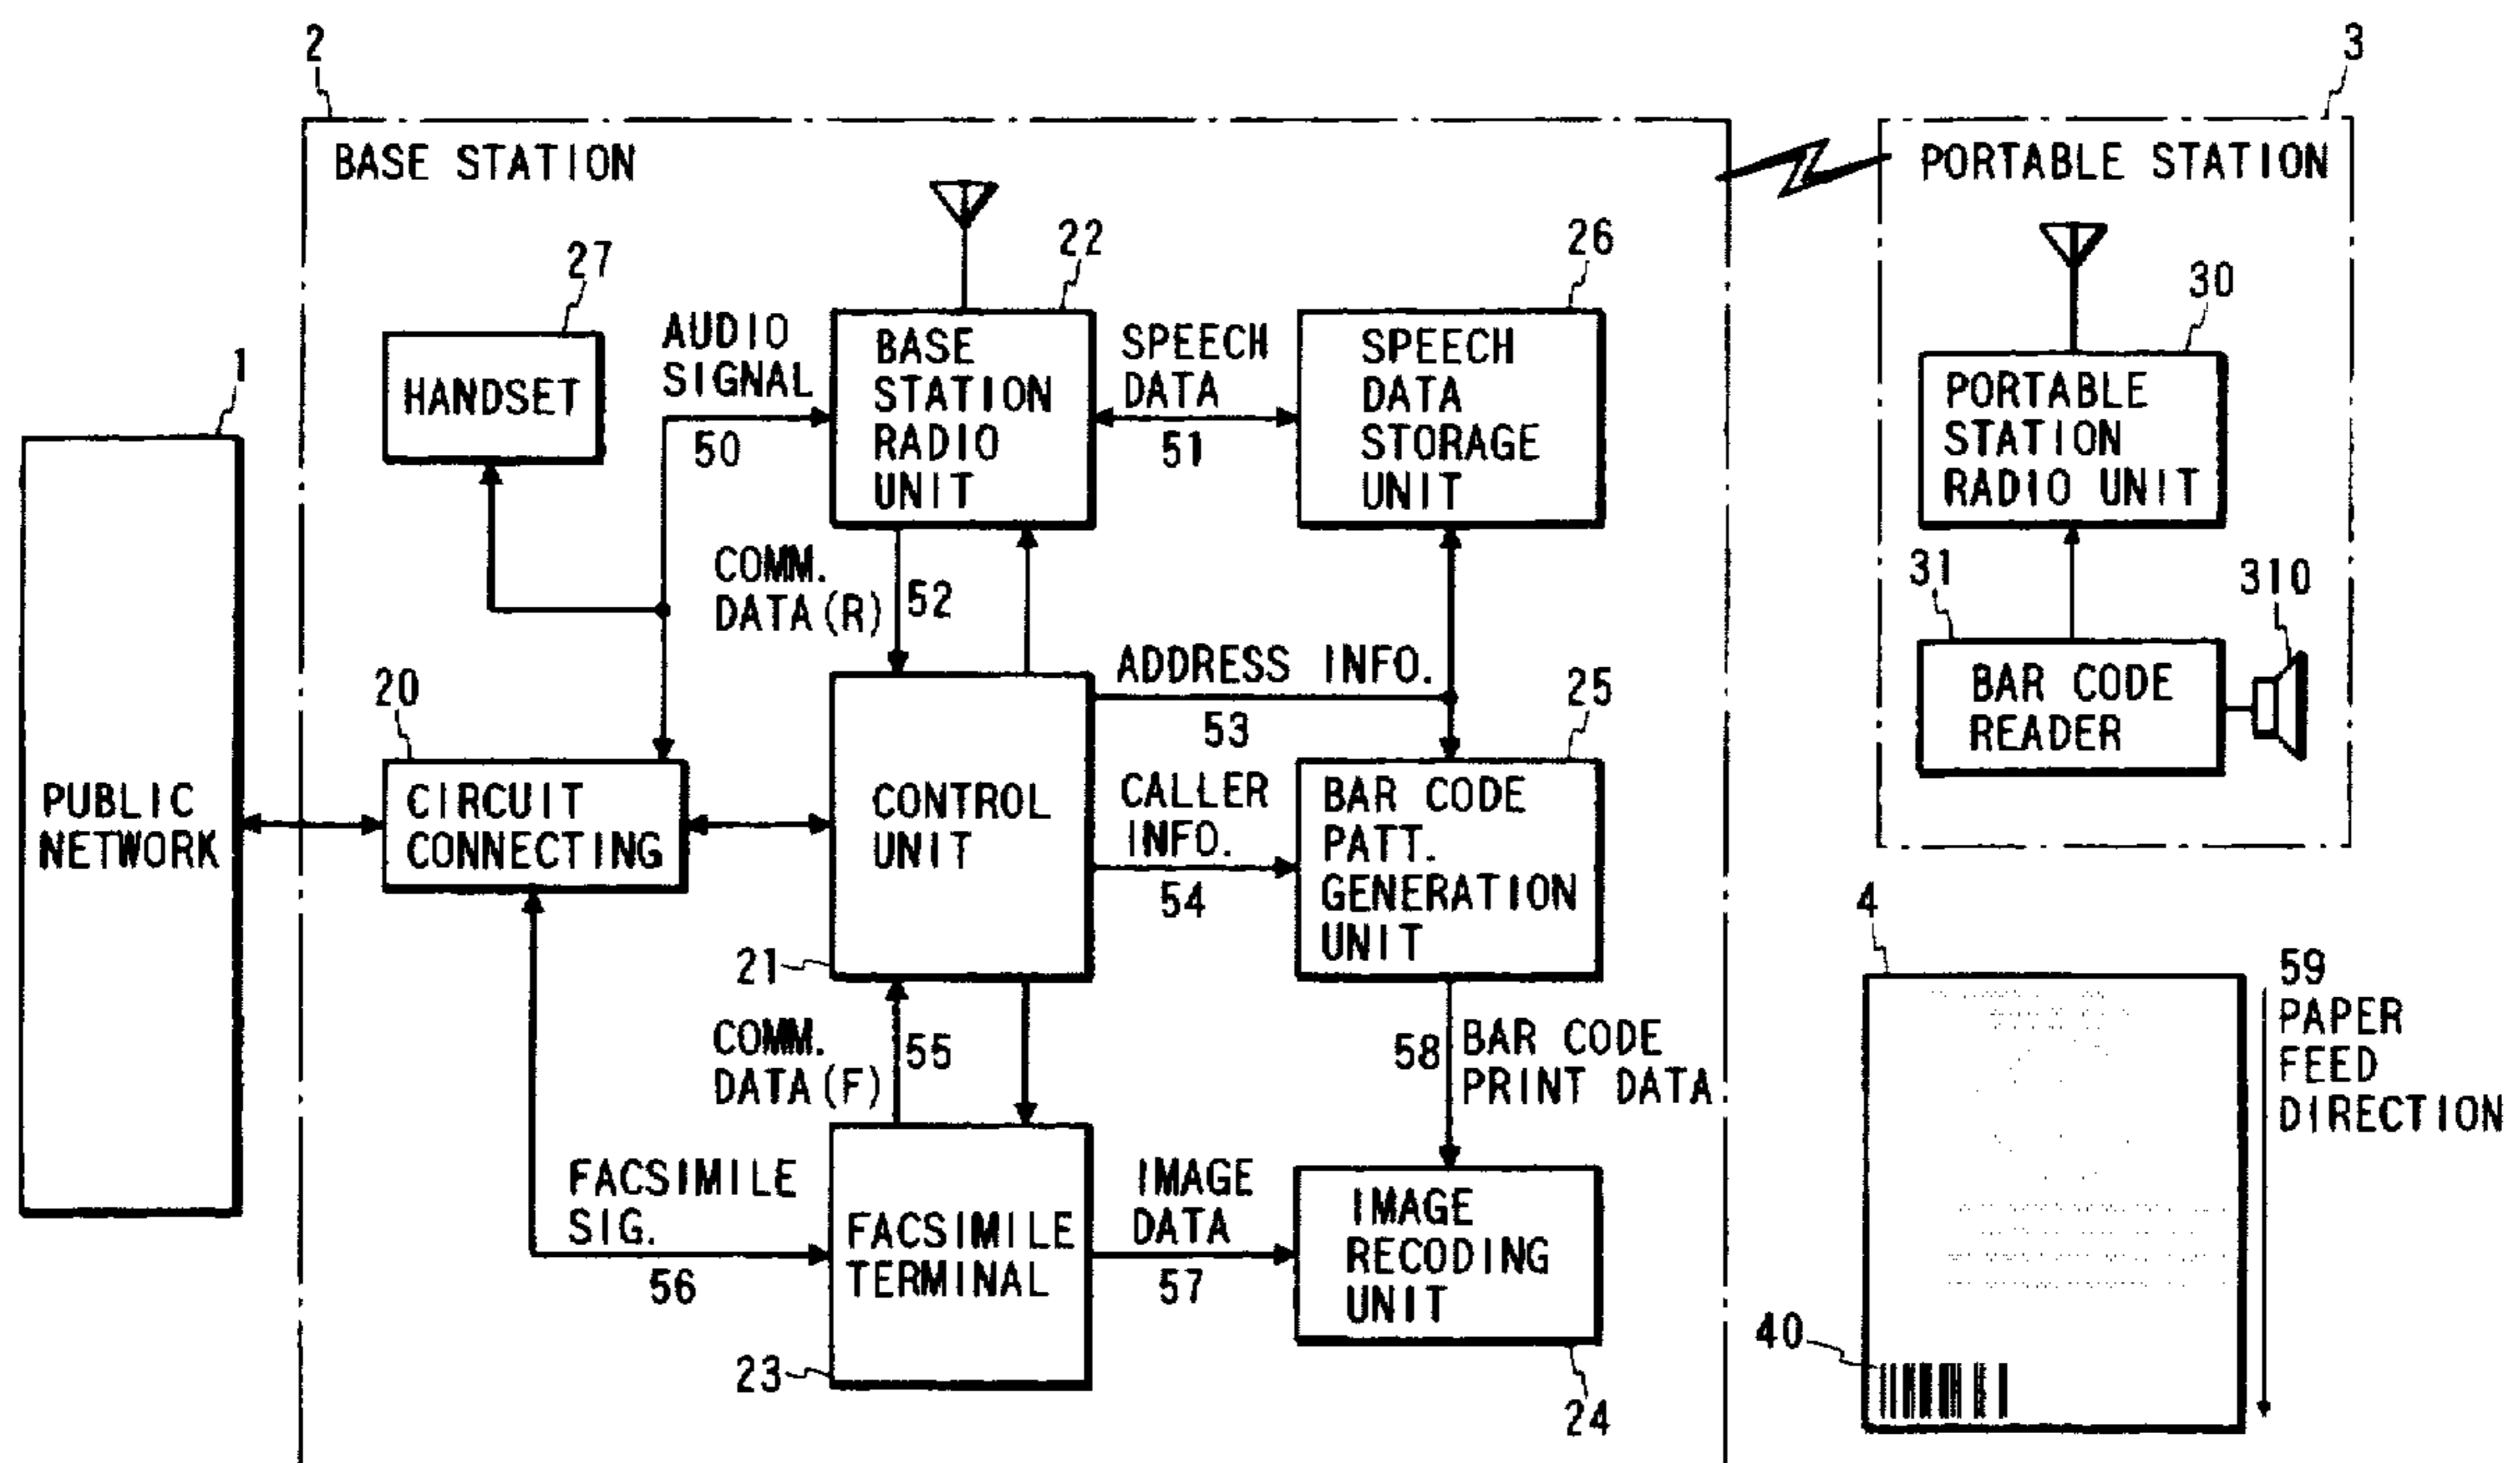 2
3
BASE STATION
PORTABLE STATION
27
22
26
30
1
HANDSET
AUDIO
SIGNAL
50
BASE
STATION
RADIO
UNIT
SPEECH
DATA
51
SPEECH
DATA
STORAGE
UNIT
PORTABLE
STATION
RADIO UNIT
COMM.
DATA(R)
52
31
310
20
ADDRESS INFO.
53
25
BAR CODE
READER
PUBLIC
NETWORK
CIRCUIT
CONNECTING
CONTROL
UNIT
CALLER
INFO.
54
BAR CODE
PATT.
GENERATION
UNIT
21
4
59
PAPER
FEED
DIRECTION
COMM.
DATA(F)
55
58
BAR CODE
PRINT DATA
FACSIMILE
SIG.
56
FACSIMILE
TERMINAL
IMAGE
DATA
57
IMAGE
RECODING
UNIT
40
23
24